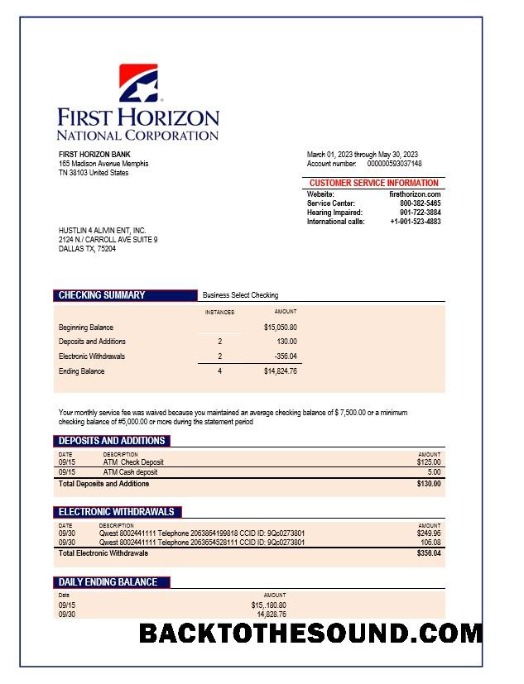 FIRST HORIZON
NATIONAL CORPORATION
FIRST HORIZON BANK
165 Madison Avenue Memphis
TN 38103 United States
March 01, 2023 through May 30, 2023
Account number: 000000593037148
CUSTOMER SERVICE INFORMATION
Website: firsthorizon.com
Service Center: 800-382-5465
Hearing Impaired: 901-722-3884
International calls: +1-901-523-4883
HUSTLIN 4 ALIVIN ENT, INC.
2124 N./ CARROLL AVE SUITE 9
DALLAS TX, 75204
CHECKING SUMMARY Business Select Checking
INSTANCES AMOUNT
Beginning Balance $15,050.80
Deposits and Additions 2 130.00
Electronic Withdrawals 2 -356.04
Ending Balance 4 $14,824.76
Your monthly service fee was waived because you maintained an average checking balance of $ 7,500.00 or a minimum
checking balance of #5,000.00 or more during the statement period
DEPOSITS AND ADDITIONS
DATE DESCRIPTION AMOUNT
09/15 ATM Check Deposit $125.00
09/15 ATM Cash deposit 5.00
Total Deposits and Additions $130.00
ELECTRONIC WITHDRAWALS
DATE DESCRIPTION AMOUNT
09/30 Qwest 8002441111 Telephone 2063864199818 CCID ID: 9Qo0273801 $249.96
09/30 Qwest 8002441111 Telephone 2063654528111 CCID ID: 9Qo0273801 106.08
Total Electronic Withdrawals $356.04
DAILY ENDING BALANCE
Date AMOUNT
09/15 $15,.180.80
09/30 14,828.76
BACKTOTHESOUND.COM